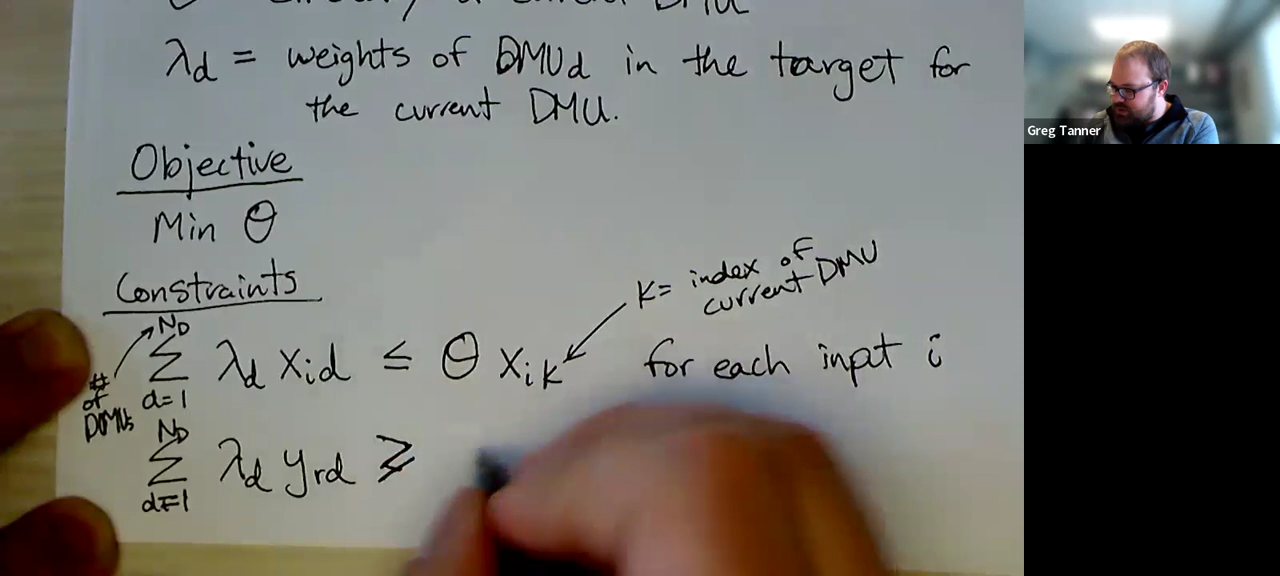 λd = weights of DMUd in the target for
the current DMU.
Objective
Min Θ
Constraints
K = index of
current DMU
# of DMUs
∑ d=1 ND λd xid ≤ Θ xik for each input i
∑ d=1 ND λd yrd ≥
Greg Tanner